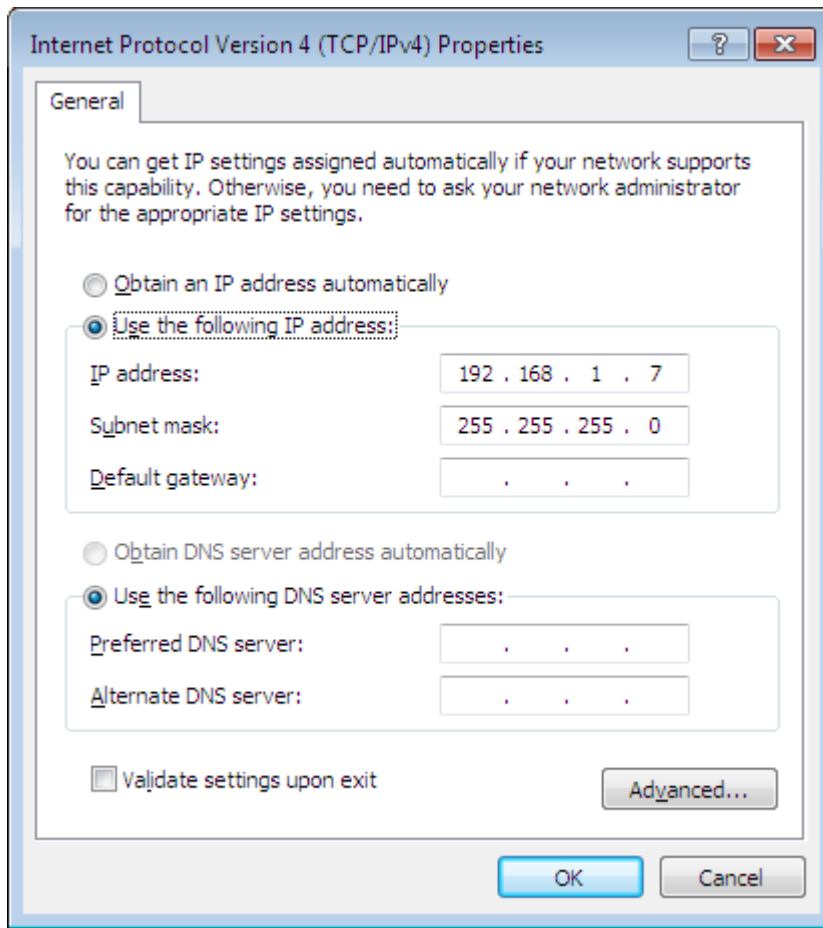 Internet Protocol Version 4 (TCP/IPv4) Properties
?
General
You can get IP settings assigned automatically if your network supports
this capability. Otherwise, you need to ask your network administrator
for the appropriate IP settings.
Obtain an IP address automatically
Use the following IP address:
IP address: 192 . 168 . 1 . 7
Subnet mask: 255 . 255 . 255 . 0
Default gateway: . . .
Obtain DNS server address automatically
Use the following DNS server addresses:
Preferred DNS server: . . .
Alternate DNS server: . . .
Validate settings upon exit
Advanced...
OK Cancel